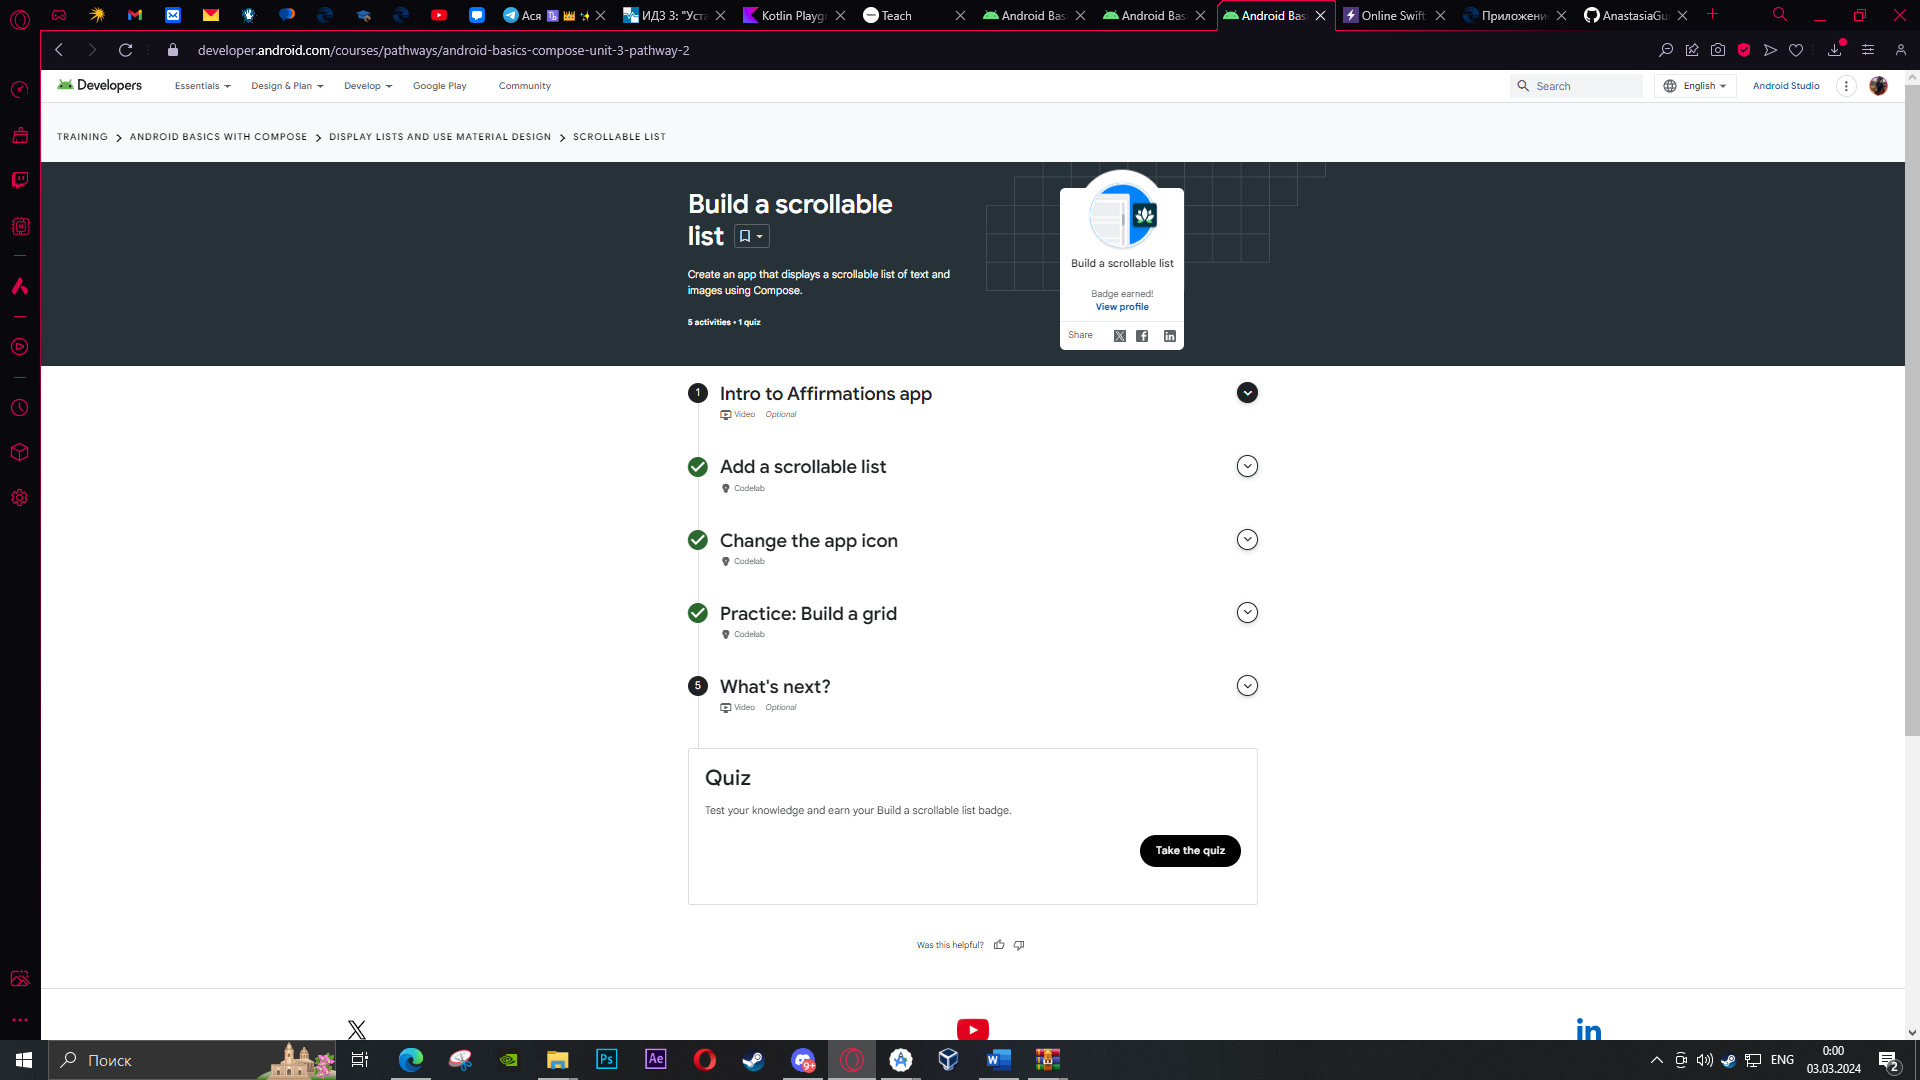 Ася
ИДЗ 3: "Уста
Kotlin Playg
Teach
Android Bas
Android Bas
Android Bas
Online Swift
Приложени
AnastasiaGu
developer.android.com/courses/pathways/android-basics-compose-unit-3-pathway-2
Developers
Essentials
Design & Plan
Develop
Google Play
Community
Search
English
Android Studio
TRAINING
ANDROID BASICS WITH COMPOSE
DISPLAY LISTS AND USE MATERIAL DESIGN
SCROLLABLE LIST
Build a scrollable
list
Create an app that displays a scrollable list of text and
images using Compose.
5 activities • 1 quiz
Build a scrollable list
Badge earned!
View profile
Share
1
Intro to Affirmations app
Video Optional
Add a scrollable list
Codelab
Change the app icon
Codelab
Practice: Build a grid
Codelab
5
What's next?
Video Optional
Quiz
Test your knowledge and earn your Build a scrollable list badge.
Take the quiz
Was this helpful?
Поиск
Ps
Ae
9+
ENG
0:00
03.03.2024
2